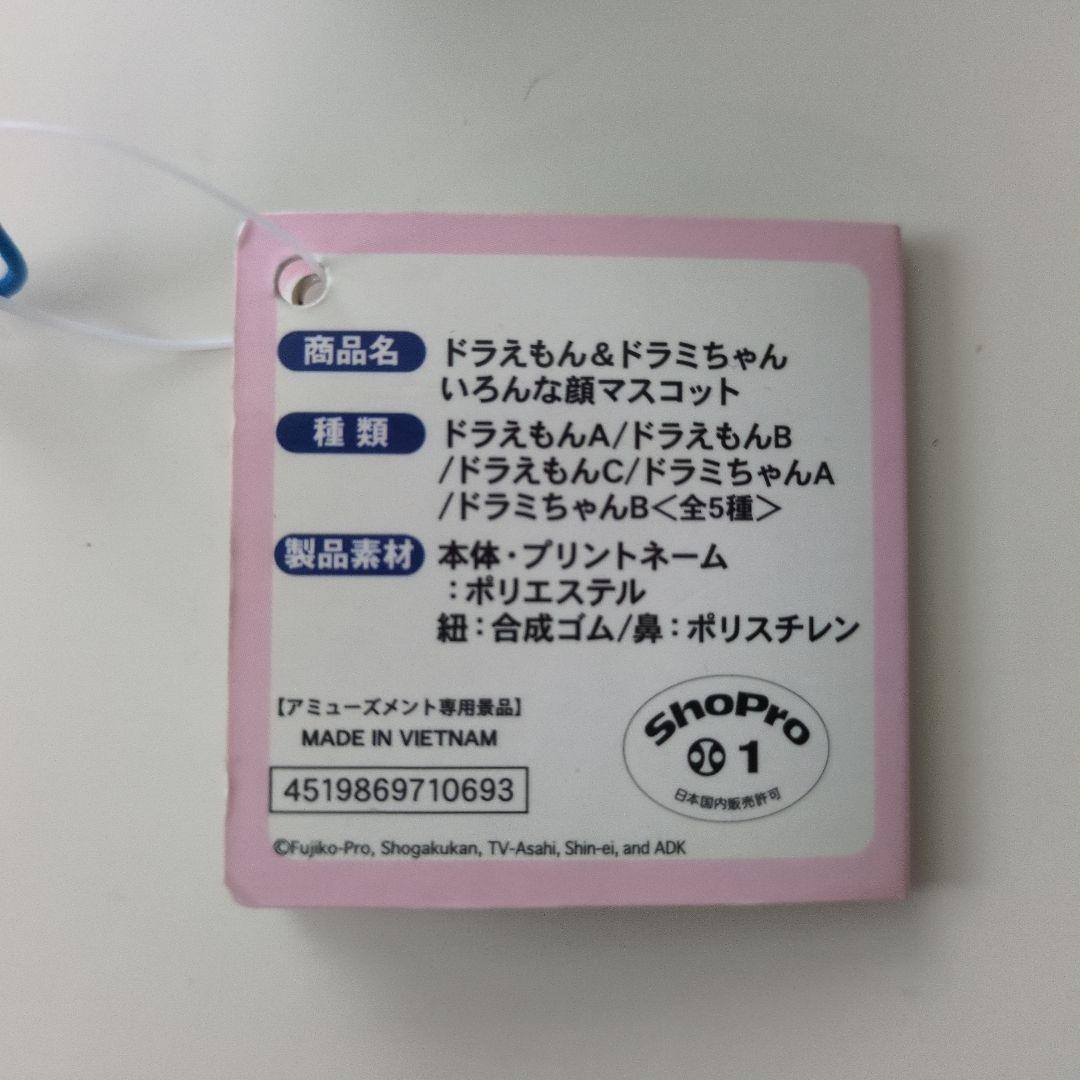 商品名 ドラえもん&ドラミちゃん
いろんな顔マスコット
種類 ドラえもんA/ドラえもんB
/ドラえもんC/ドラミちゃんA
/ドラミちゃんB<全5種>
製品素材 本体・プリントネーム
:ポリエステル
紐:合成ゴム/鼻:ポリスチレン
【アミューズメント専用景品】
MADE IN VIETNAM
4519869710693
ShoPro
1
日本国内販売許可
©Fujiko-Pro, Shogakukan, TV-Asahi, Shin-ei, and ADK